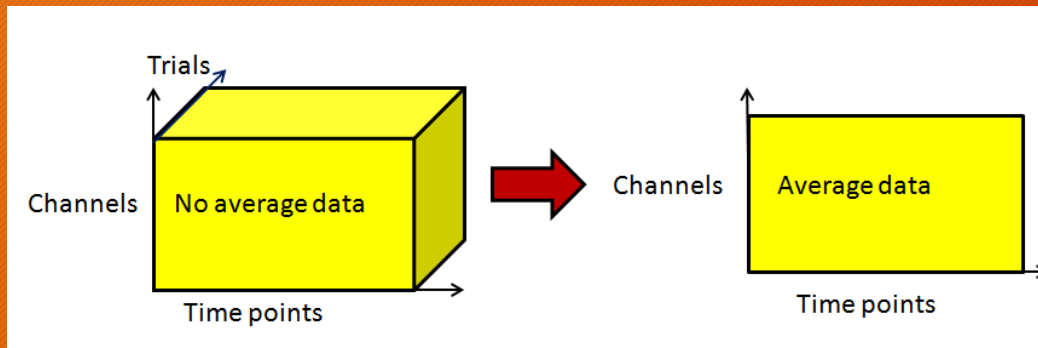 Trials
Channels
No average data
Time points
Channels
Average data
Time points